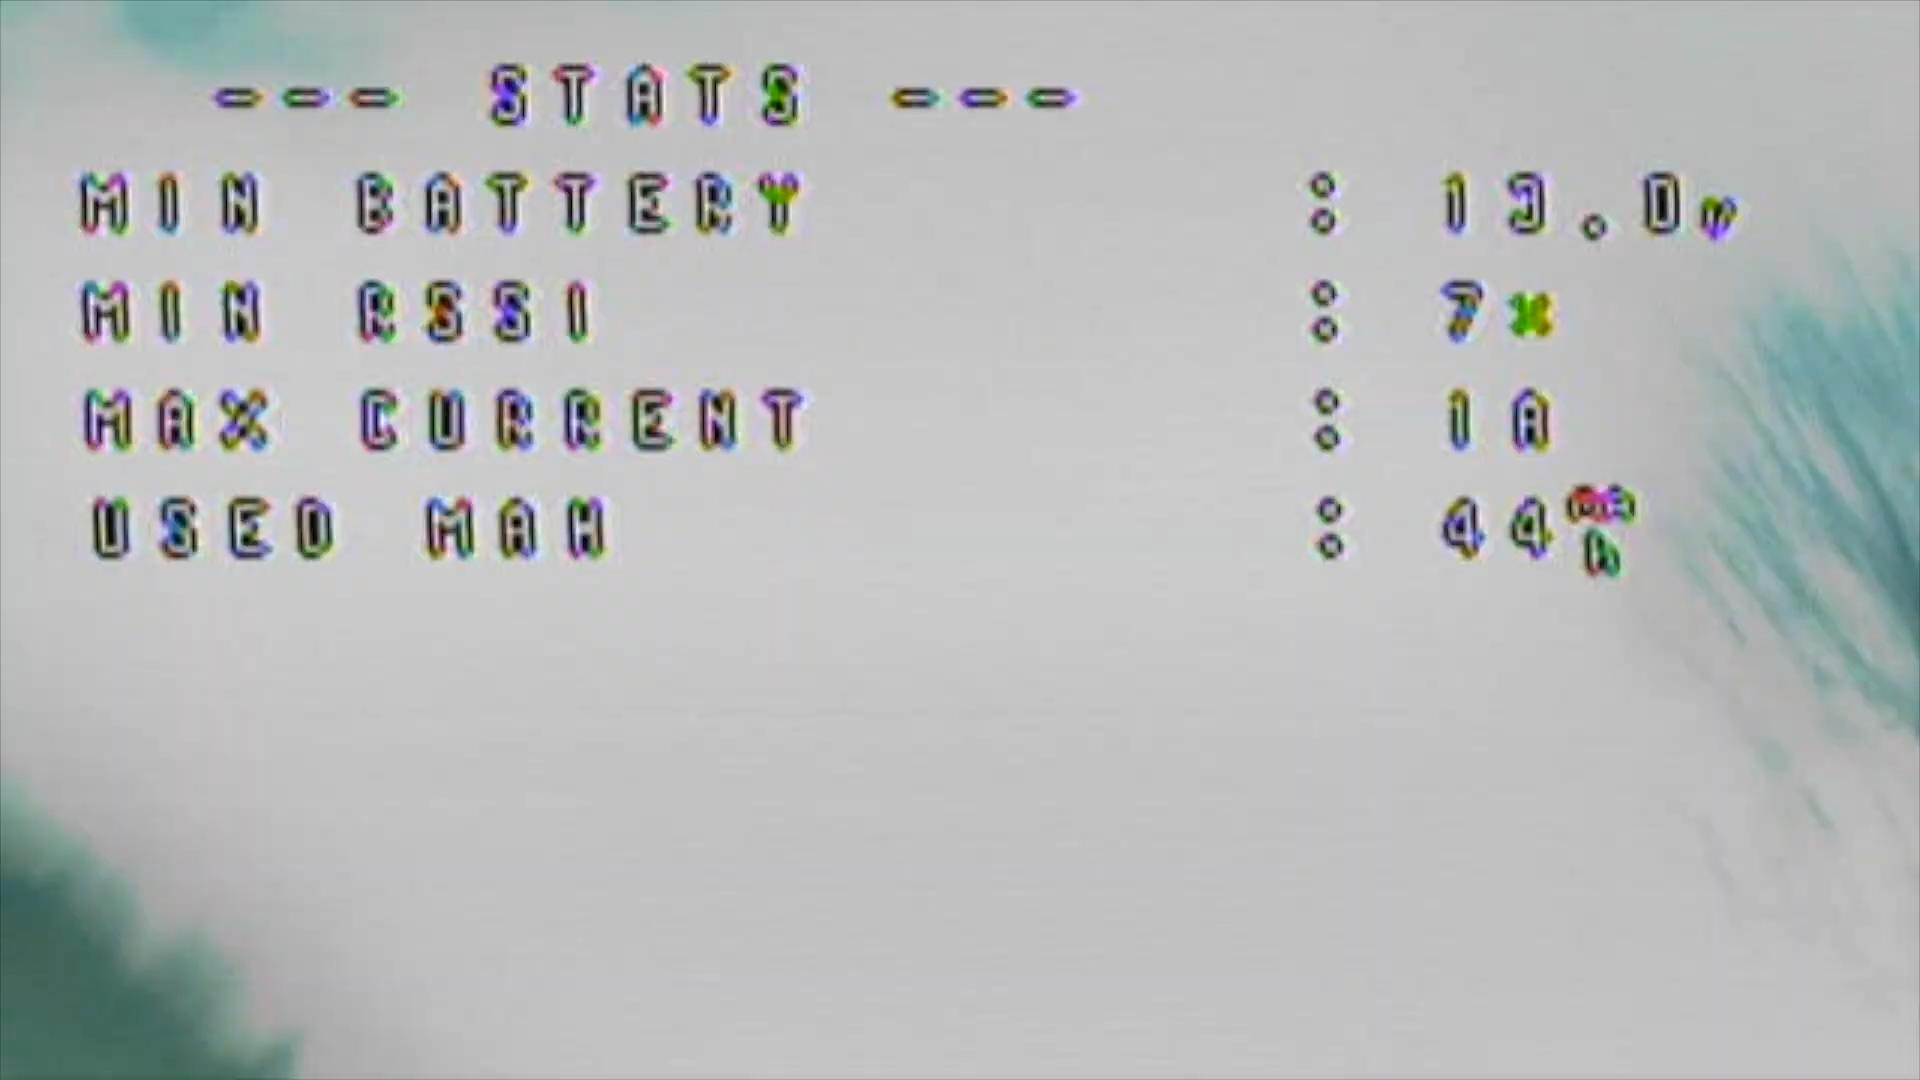 --- STATS ---
MIN BATTERY : 13.0V
MIN RSSI : 7%
MAX CURRENT : 1A
USED MAH : 44mAh